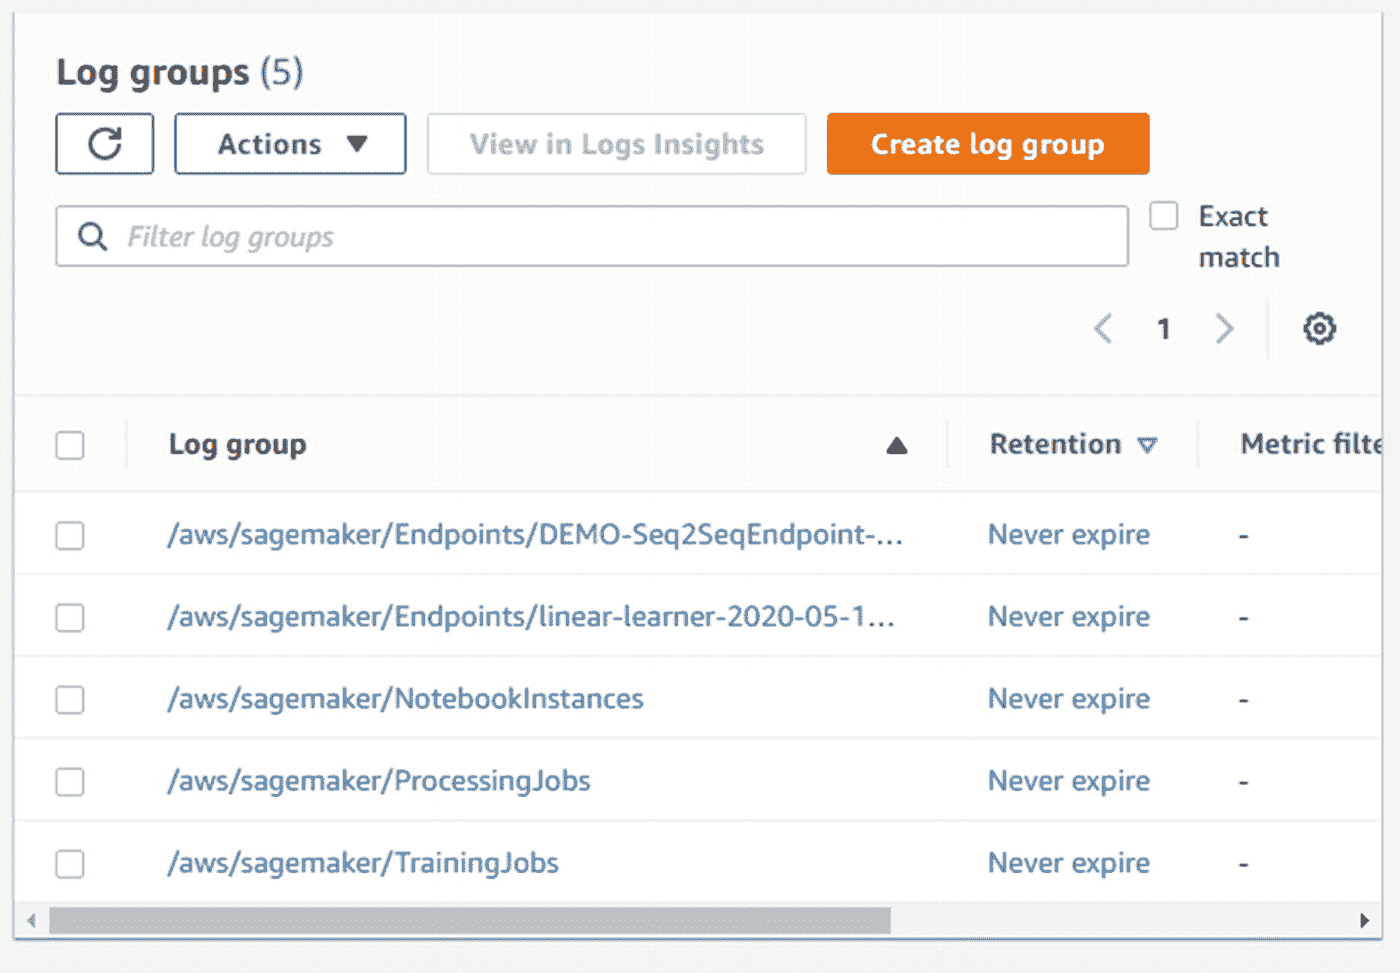 Log groups (5)
Actions
View in Logs Insights
Create log group
Filter log groups
Exact
match
1
Log group
Retention
Metric filte
/aws/sagemaker/Endpoints/DEMO-Seq2SeqEndpoint-...
Never expire
-
/aws/sagemaker/Endpoints/linear-learner-2020-05-1...
Never expire
-
/aws/sagemaker/NotebookInstances
Never expire
-
/aws/sagemaker/ProcessingJobs
Never expire
-
/aws/sagemaker/TrainingJobs
Never expire
-